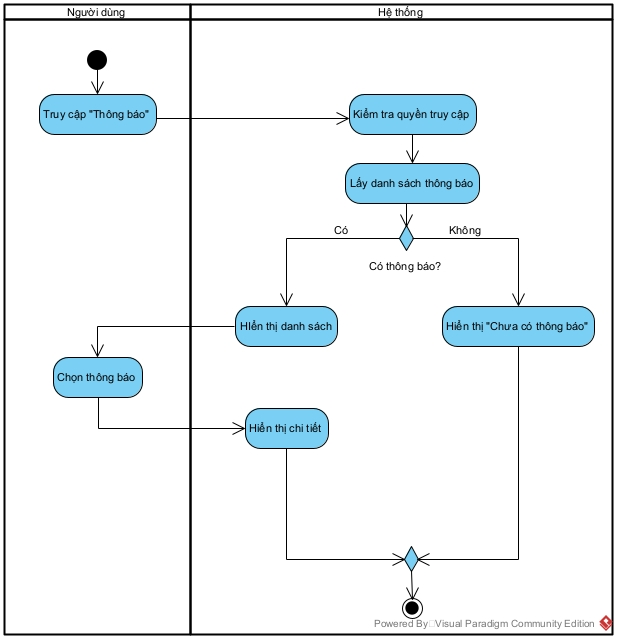 Người dùng
Hệ thống
Truy cập "Thông báo"
Kiểm tra quyền truy cập
Lấy danh sách thông báo
Có
Không
Có thông báo?
HIển thị danh sách
Hiển thị "Chưa có thông báo"
Chọn thông báo
Hiển thị chi tiết
Powered By Visual Paradigm Community Edition